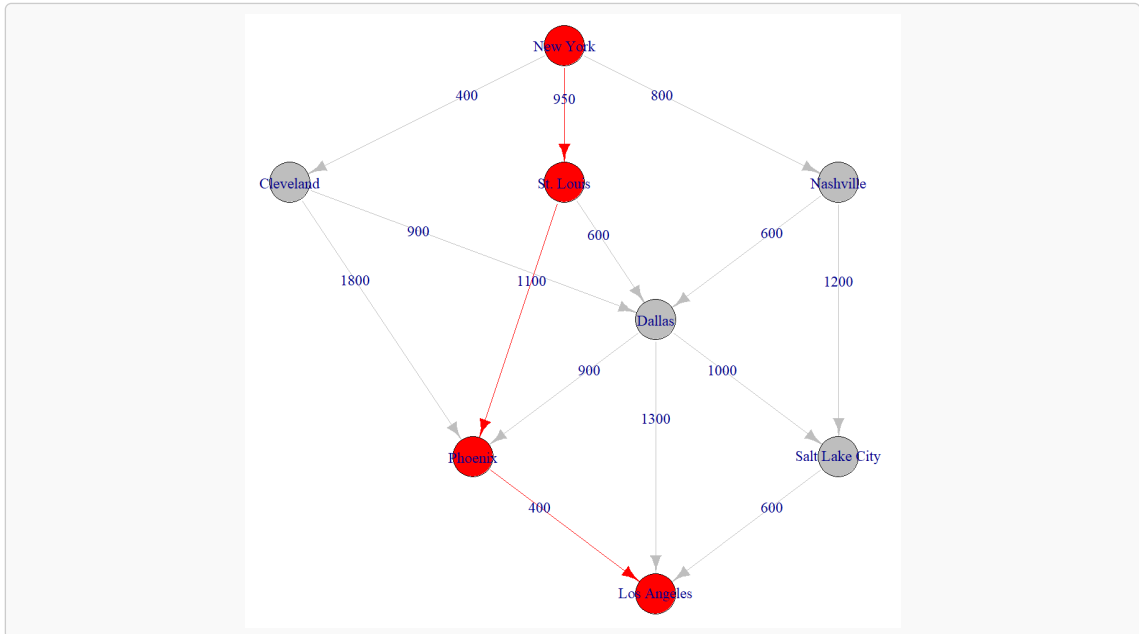 New York
400
950
800
Cleveland
St. Louis
Nashville
900
600
600
1800
1100
1200
Dallas
900
1000
1300
Phoenix
Salt Lake City
400
600
Los Angeles